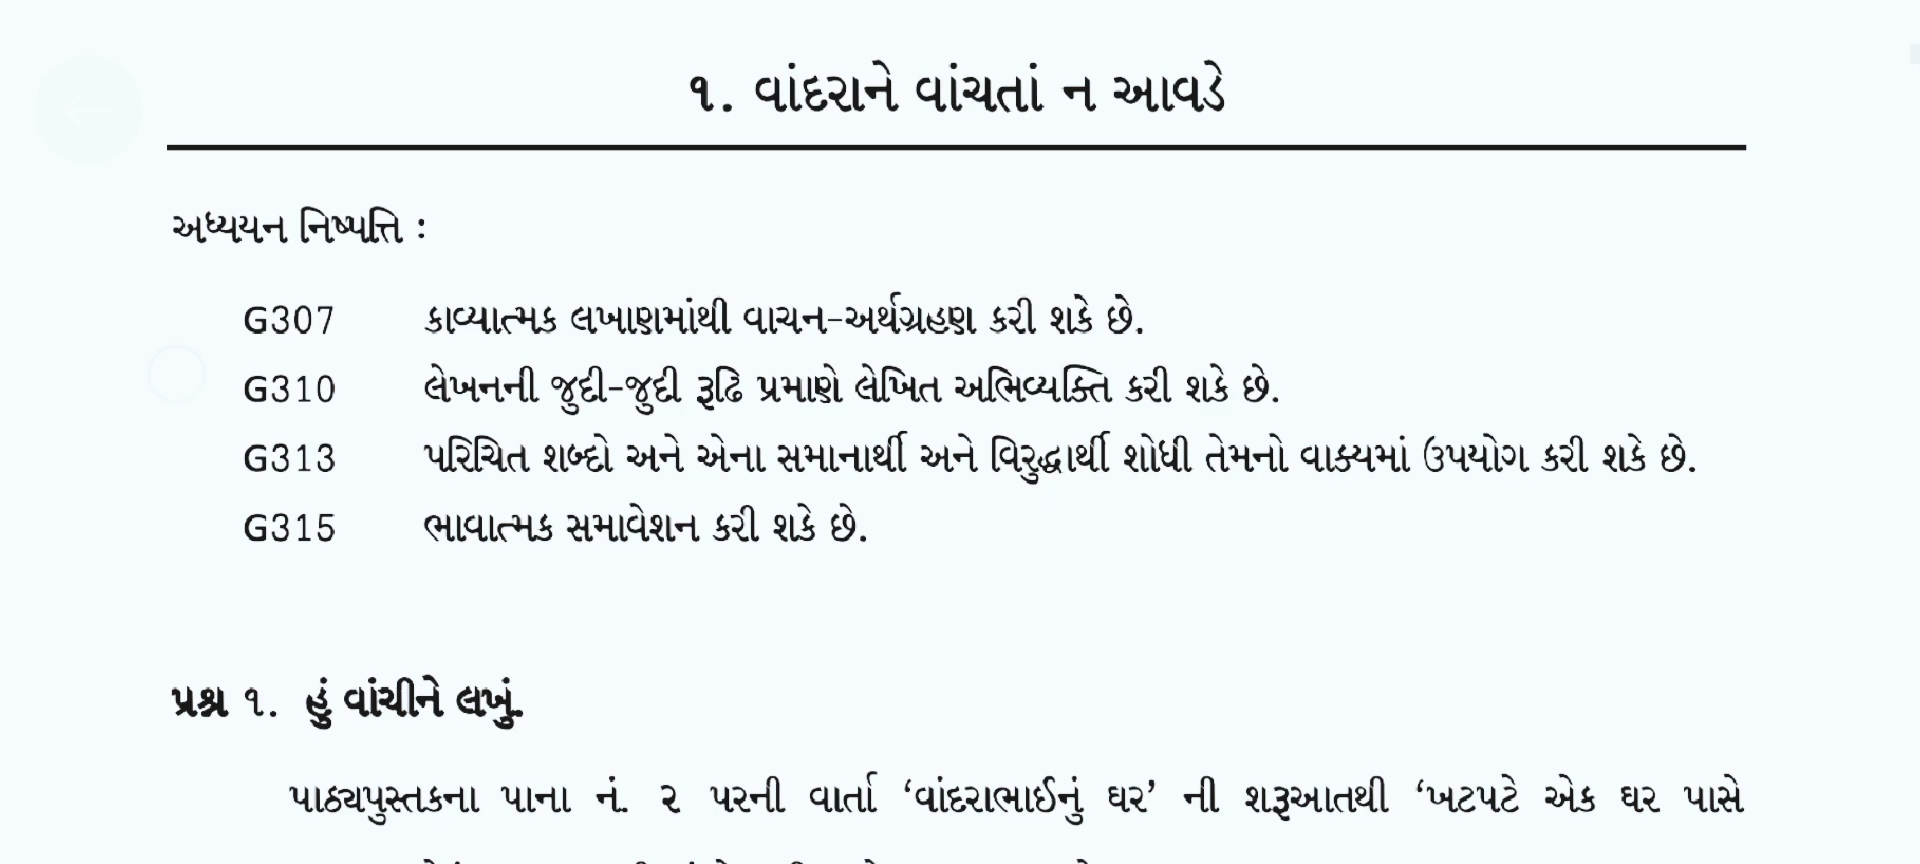 ૧. વાંદરાને વાંચતાં ન આવડે
અધ્યયન નિષ્પત્તિ :
G307 કાવ્યાત્મક લખાણમાંથી વાચન-અર્થગ્રહણ કરી શકે છે.
G310 લેખનની જુદી-જુદી રૂઢિ પ્રમાણે લેખિત અભિવ્યક્તિ કરી શકે છે.
G313 પરિચિત શબ્દો અને એના સમાનાર્થી અને વિરુદ્ધાર્થી શોધી તેમનો વાક્યમાં ઉપયોગ કરી શકે છે.
G315 ભાવાત્મક સમાવેશન કરી શકે છે.
પ્રશ્ન ૧. હું વાંચીને લખું.
પાઠ્યપુસ્તકના પાના નં. ૨ પરની વાર્તા ‘વાંદરાભાઈનું ઘર’ ની શરૂઆતથી ‘ખટપટે એક ઘર પાસે